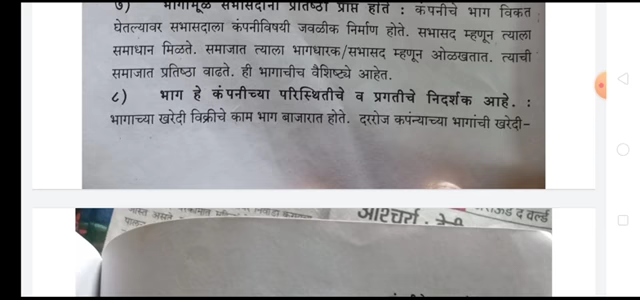 ७) भागामुळे सभासदांना प्रतिष्ठा प्राप्त होते : कंपनीचे भाग विकत
घेतल्यावर सभासदाला कंपनीविषयी जवळीक निर्माण होते. सभासद म्हणून त्याला
समाधान मिळते. समाजात त्याला भागधारक/सभासद म्हणून ओळखतात. त्याची
समाजात प्रतिष्ठा वाढते. ही भागाचीच वैशिष्ट्ये आहेत.
८) भाग हे कंपनीच्या परिस्थितीचे व प्रगतीचे निदर्शक आहे. :
भागाच्या खरेदी विक्रीचे काम भाग बाजारात होते. दररोज कपंन्याच्या भागांची खरेदी-
द वर्ल्ड